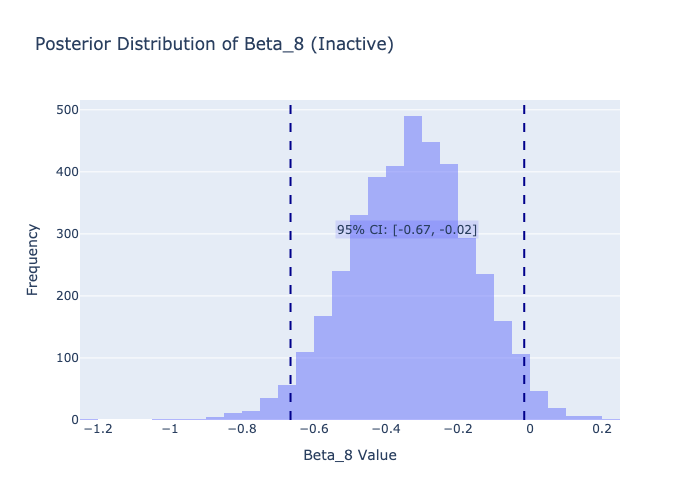 Posterior Distribution of Beta_8 (Inactive)
500
400
300
200
100
0
Frequency
95% CI: [-0.67, -0.02]
−1.2 −1 −0.8 −0.6 −0.4 −0.2 0 0.2
Beta_8 Value